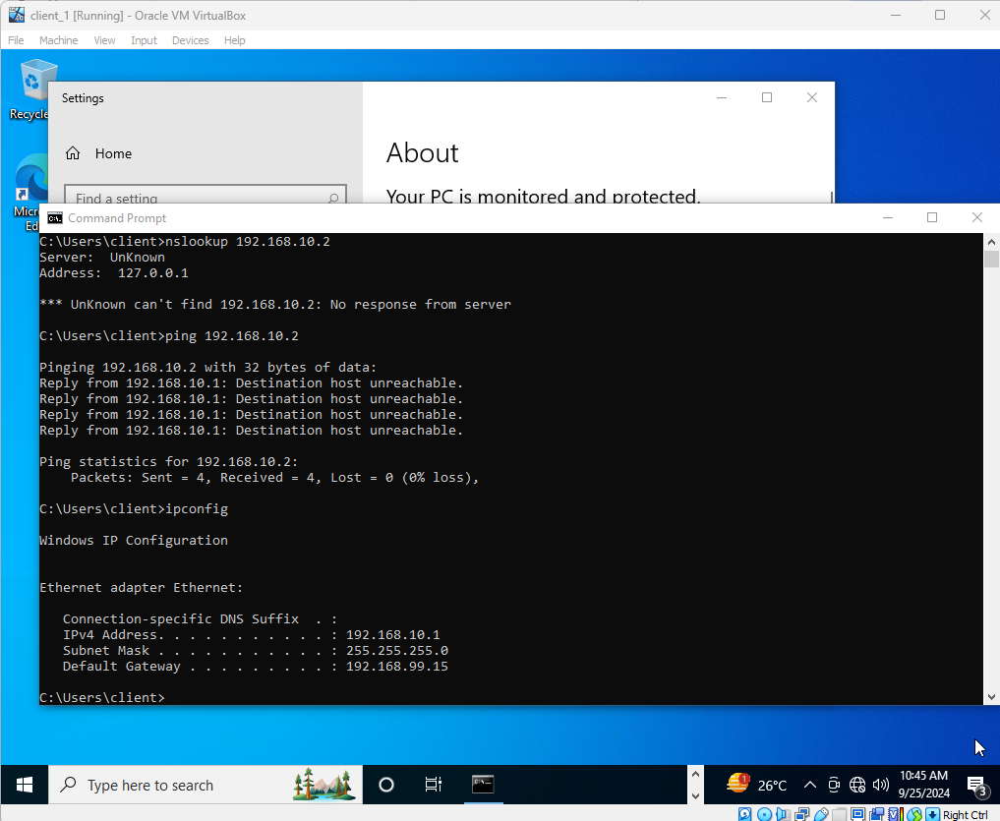 client_1 [Running] - Oracle VM VirtualBox
File Machine View Input Devices Help
Recycle
Settings
Home
About
Find a setting
Your PC is monitored and protected.
Micr
Ed
Command Prompt
C:\Users\client>nslookup 192.168.10.2
Server:  UnKnown
Address:  127.0.0.1
*** UnKnown can't find 192.168.10.2: No response from server
C:\Users\client>ping 192.168.10.2
Pinging 192.168.10.2 with 32 bytes of data:
Reply from 192.168.10.1: Destination host unreachable.
Reply from 192.168.10.1: Destination host unreachable.
Reply from 192.168.10.1: Destination host unreachable.
Reply from 192.168.10.1: Destination host unreachable.
Ping statistics for 192.168.10.2:
    Packets: Sent = 4, Received = 4, Lost = 0 (0% loss),
C:\Users\client>ipconfig
Windows IP Configuration
Ethernet adapter Ethernet:
   Connection-specific DNS Suffix  . :
   IPv4 Address. . . . . . . . . . . : 192.168.10.1
   Subnet Mask . . . . . . . . . . . : 255.255.255.0
   Default Gateway . . . . . . . . . : 192.168.99.15
C:\Users\client>
Type here to search
1
26°C
10:45 AM
9/25/2024
3
Right Ctrl